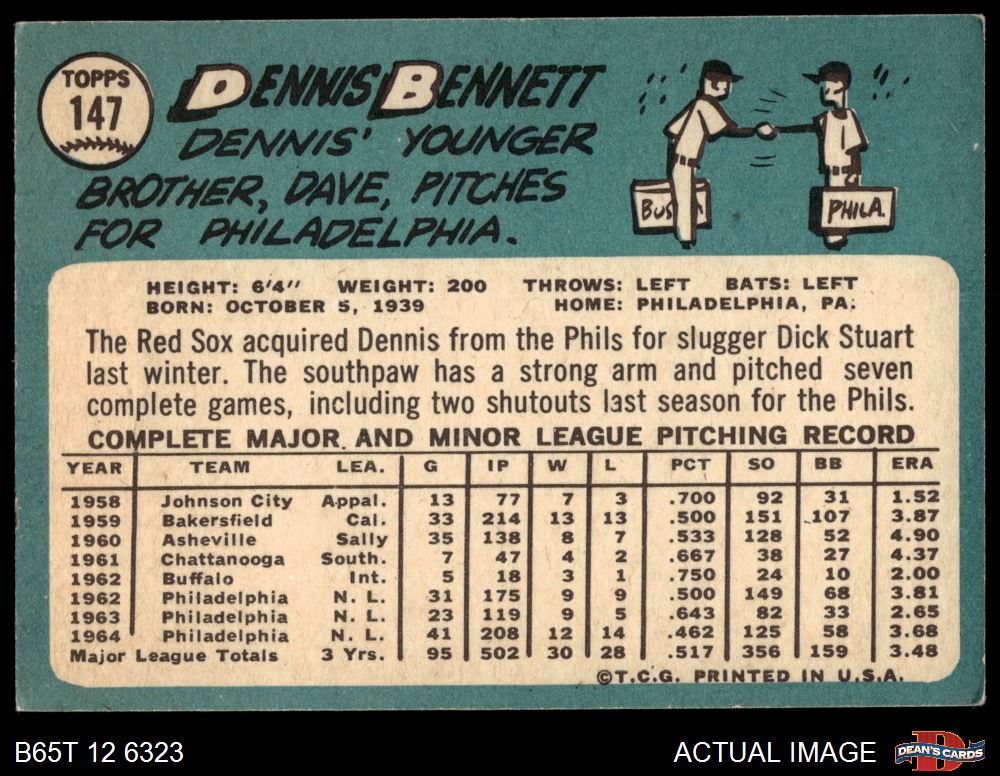 TOPPS
147
DENNIS BENNETT
DENNIS' YOUNGER
BROTHER, DAVE, PITCHES
FOR PHILADELPHIA.
BOS
PHILA.
HEIGHT: 6'4" WEIGHT: 200 THROWS: LEFT BATS: LEFT
BORN: OCTOBER 5, 1939 HOME: PHILADELPHIA, PA.
The Red Sox acquired Dennis from the Phils for slugger Dick Stuart
last winter. The southpaw has a strong arm and pitched seven
complete games, including two shutouts last season for the Phils.
COMPLETE MAJOR AND MINOR LEAGUE PITCHING RECORD
YEAR TEAM LEA. G IP W L PCT SO BB ERA
1958 Johnson City Appal. 13 77 7 3 .700 92 31 1.52
1959 Bakersfield Cal. 33 214 13 13 .500 151 107 3.87
1960 Asheville Sally 35 138 8 7 .533 128 52 4.90
1961 Chattanooga South. 7 47 4 2 .667 38 27 4.37
1962 Buffalo Int. 5 18 3 1 .750 24 10 2.00
1962 Philadelphia N. L. 31 175 9 9 .500 149 68 3.81
1963 Philadelphia N. L. 23 119 9 5 .643 82 33 2.65
1964 Philadelphia N. L. 41 208 12 14 .462 125 58 3.68
Major League Totals 3 Yrs. 95 502 30 28 .517 356 159 3.48
©T.C.G. PRINTED IN U.S.A.
B65T 12 6323
ACTUAL IMAGE
DEAN'S CARDS